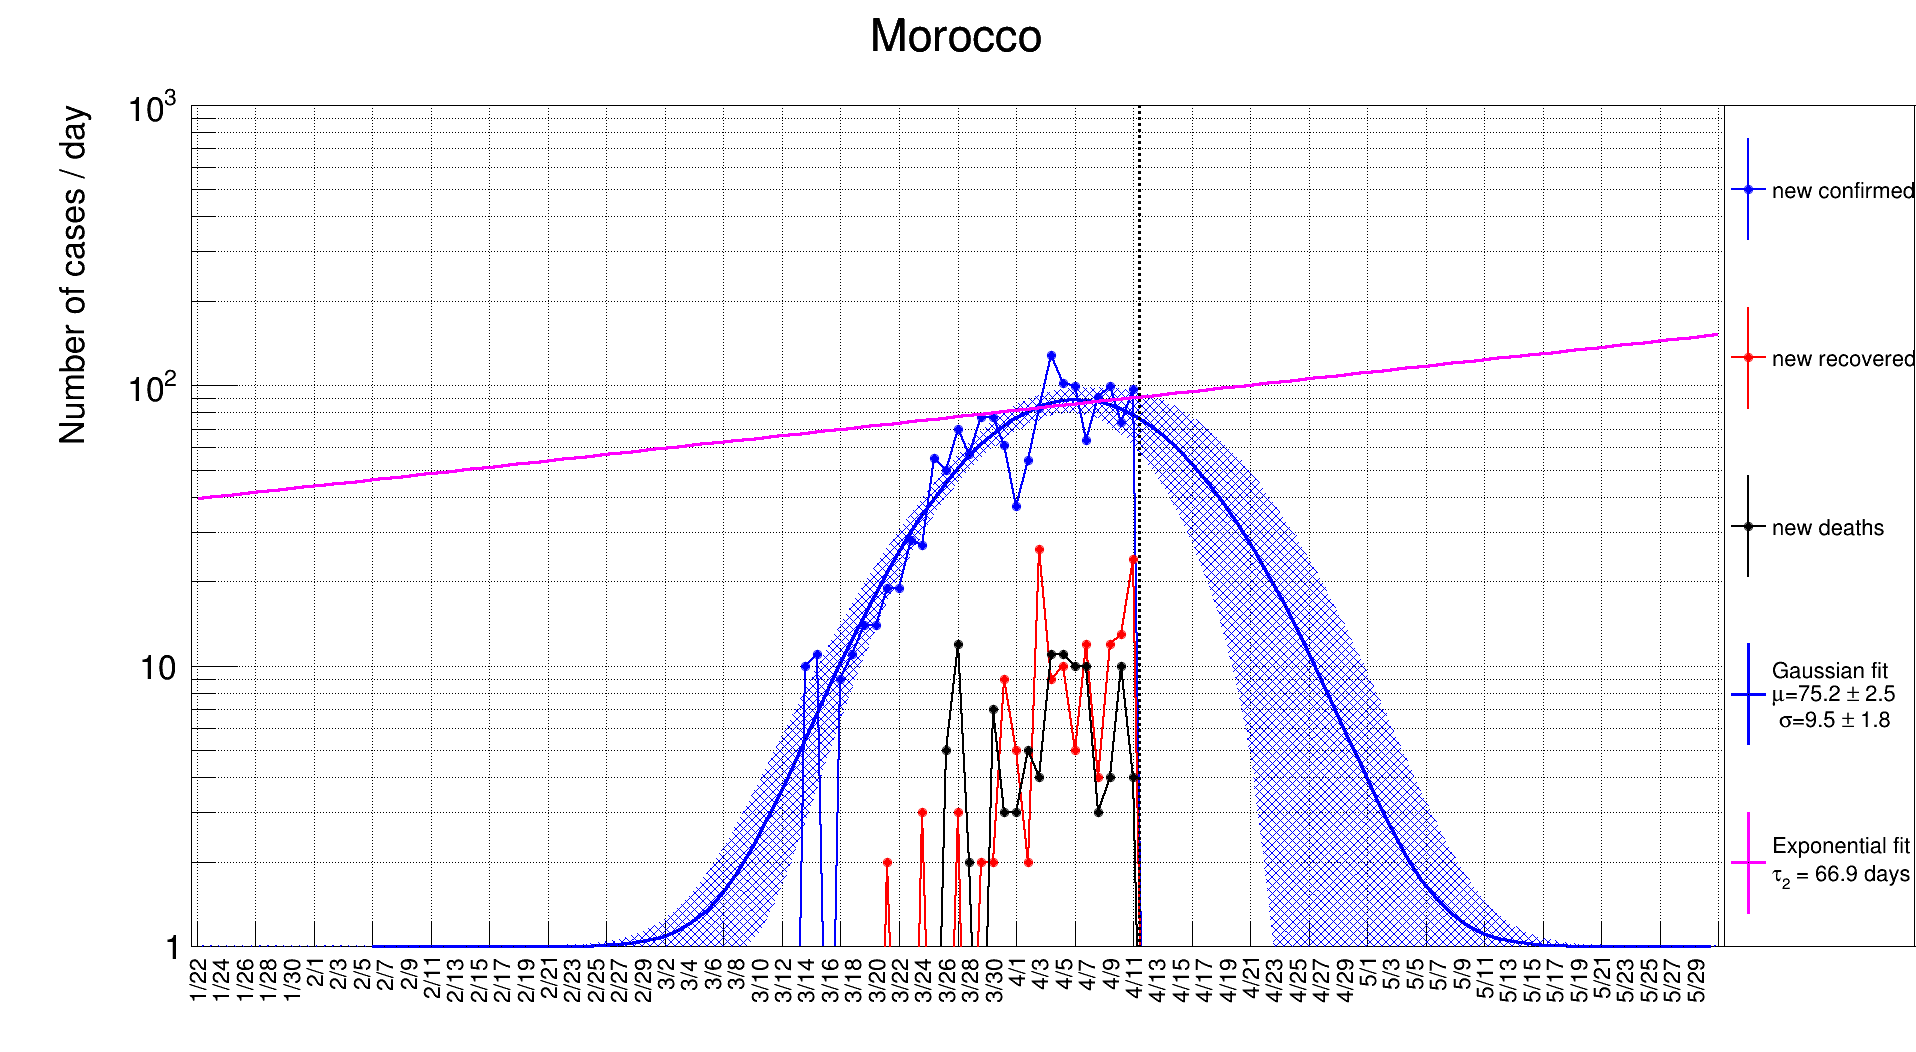 Morocco
Number of cases / day
10³
10²
10
1
1/22 1/24 1/26 1/28 1/30 2/1 2/3 2/5 2/7 2/9 2/11 2/13 2/15 2/17 2/19 2/21 2/23 2/25 2/27 2/29 3/2 3/4 3/6 3/8 3/10 3/12 3/14 3/16 3/18 3/20 3/22 3/24 3/26 3/28 3/30 4/1 4/3 4/5 4/7 4/9 4/11 4/13 4/15 4/17 4/19 4/21 4/23 4/25 4/27 4/29 5/1 5/3 5/5 5/7 5/9 5/11 5/13 5/15 5/17 5/19 5/21 5/23 5/25 5/27 5/29
new confirmed
new recovered
new deaths
Gaussian fit
μ=75.2 ± 2.5
σ=9.5 ± 1.8
Exponential fit
τ₂ = 66.9 days